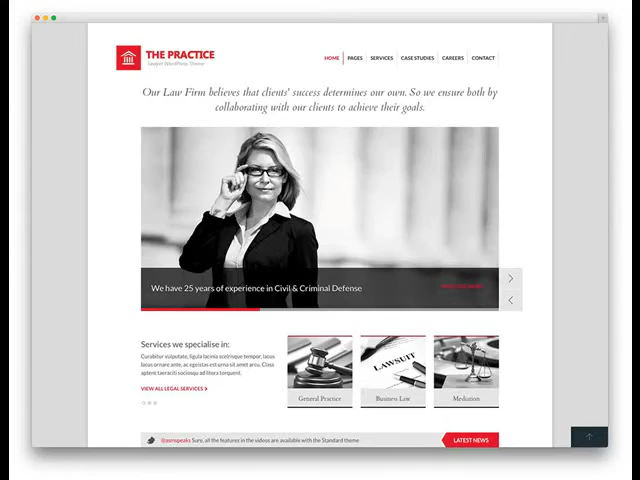 THE PRACTICE
Lawyer WordPress Theme
HOME PAGES SERVICES CASE STUDIES CAREERS CONTACT
Our Law Firm believes that clients' success determines our own. So we ensure both by
collaborating with our clients to achieve their goals.
We have 25 years of experience in Civil & Criminal Defense
Services we specialise in:
Curabitur vulputate, ligula lacinia scelrisque tempor, lacus
locus ornare ante, ac egestas est urna sit amet arcu. Class
aptent taeraciti sociosqu ad litora torquent.
VIEW ALL LEGAL SERVICES
LAWSUIT
General Practice Business Law Mediation
@asmspeaks Sure, all the features in the videos are available with the Standard theme
LATEST NEWS